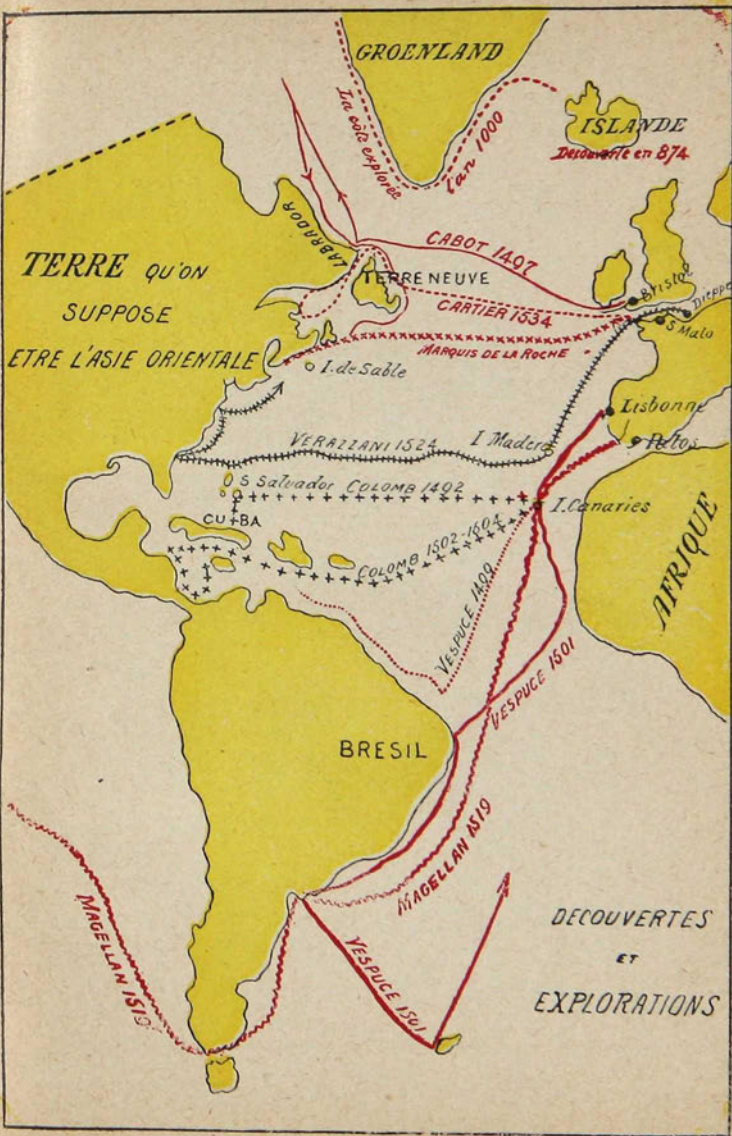 GROENLAND
La côte explorée
l'an 1000
ISLANDE
Découverte en 874
LABRADOR
CABOT 1497
TERRE NEUVE
CARTIER 1534
Bristol
Dieppe
S Malo
TERRE QU'ON
SUPPOSE
ETRE L'ASIE ORIENTALE
MARQUIS DE LA ROCHE
I. de Sable
Lisbonne
VERAZZANI 1524
I Madere
Palos
S Salvador
COLOMB 1492
I. Canaries
CUBA
COLOMB 1502-1504
AFRIQUE
VESPUCE 1499
VESPUCE 1501
BRESIL
MAGELLAN 1519
MAGELLAN 1519
VESPUCE 1501
DECOUVERTES
ET
EXPLORATIONS